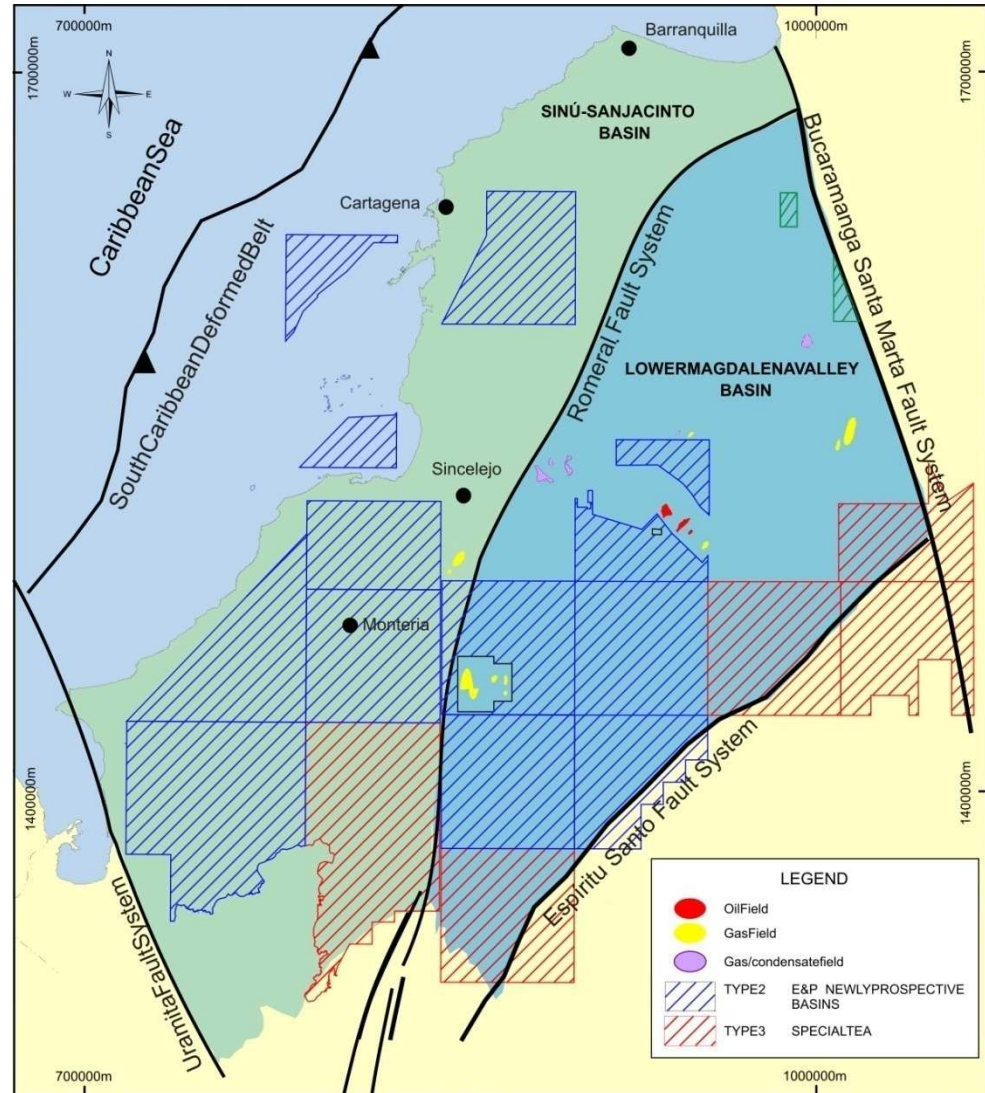 700000m
1000000m
1700000m
1700000m
N
W E
S
Barranquilla
SINÚ-SANJACINTO
BASIN
CaribbeanSea
Cartagena
SouthCaribbeanDeformedBelt
Romeral Fault System
Bucaramanga Santa Marta Fault System
LOWERMAGDALENAVALLEY
BASIN
Sincelejo
Monteria
1400000m
1400000m
Espiritu Santo Fault System
UramitaFaultSystem
LEGEND
OilField
GasField
Gas/condensatefield
TYPE2 E&P NEWLYPROSPECTIVE
BASINS
TYPE3 SPECIALTEA
700000m
1000000m